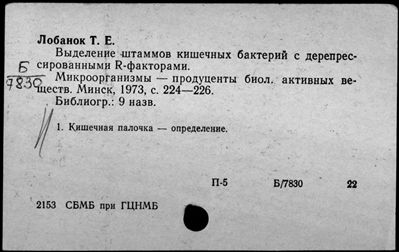 Лобанок Т. Е.
Выделение штаммов кишечных бактерий с дерепрес-
сированными R-факторами.
Б
7830
Микроорганизмы — продуценты биол. активных ве-
ществ. Минск, 1973, с. 224—226.
Библиогр.: 9 назв.
1. Кишечная палочка — определение.
П-5 Б/7830 22
2153 СБМБ при ГЦНМБ